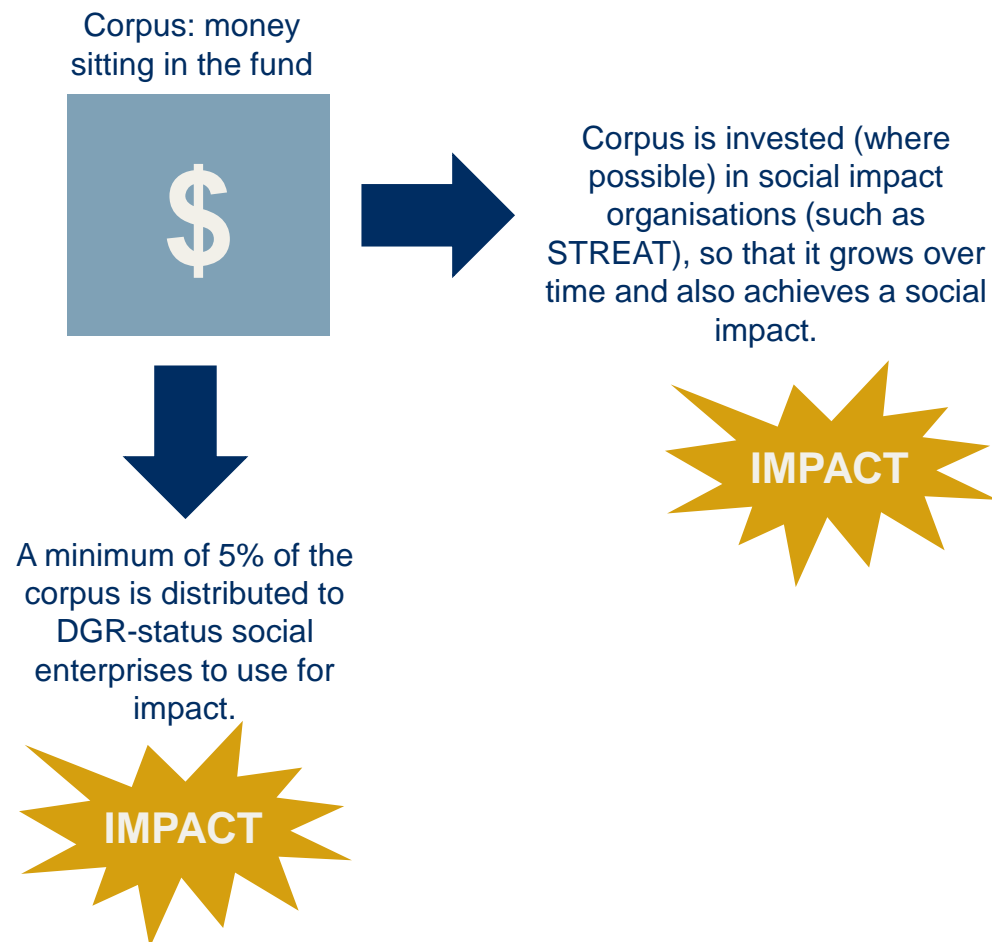 Corpus: money
sitting in the fund
$
Corpus is invested (where
possible) in social impact
organisations (such as
STREAT), so that it grows over
time and also achieves a social
impact.
IMPACT
A minimum of 5% of the
corpus is distributed to
DGR-status social
enterprises to use for
impact.
IMPACT